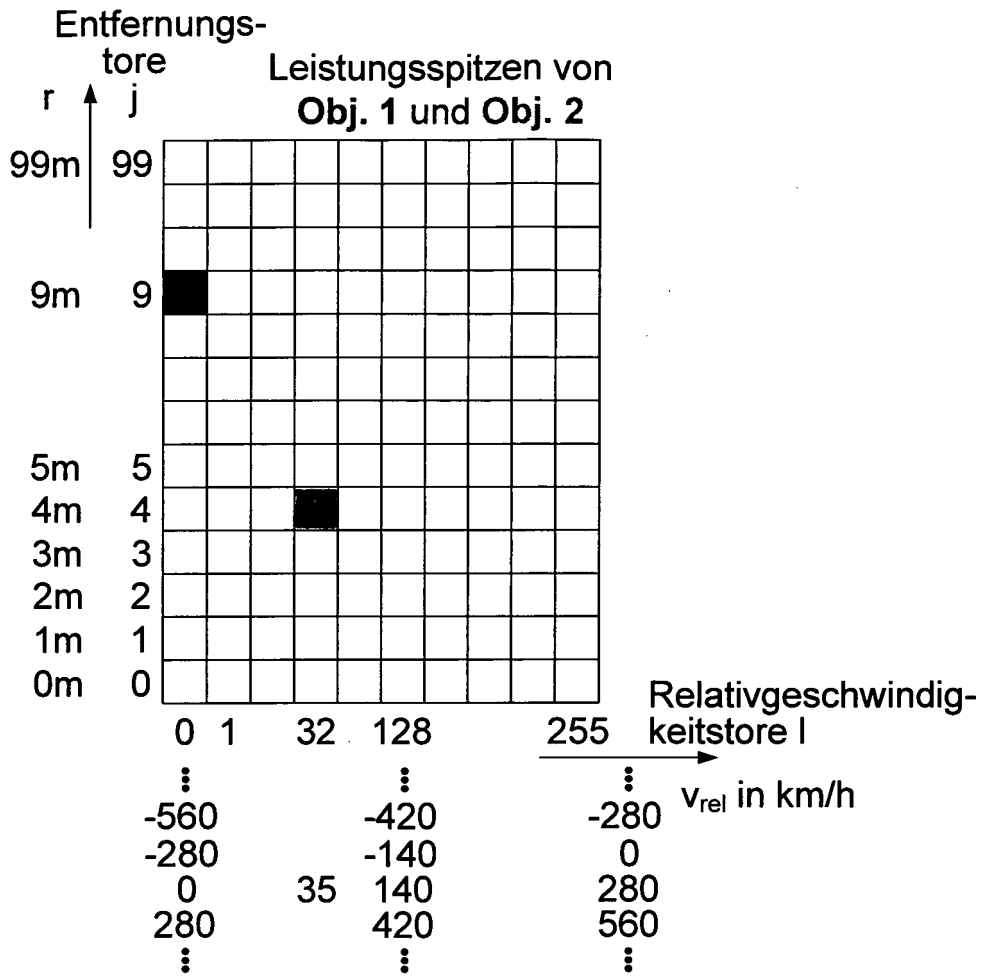 Entfernungs-
tore
r j
Leistungsspitzen von
Obj. 1 und Obj. 2
99m 99
9m 9
5m 5
4m 4
3m 3
2m 2
1m 1
0m 0
0 1 32 128 255
Relativgeschwindig-
keitstore l
v_rel in km/h
-560 -420 -280
-280 -140 0
0 35 140 280
280 420 560